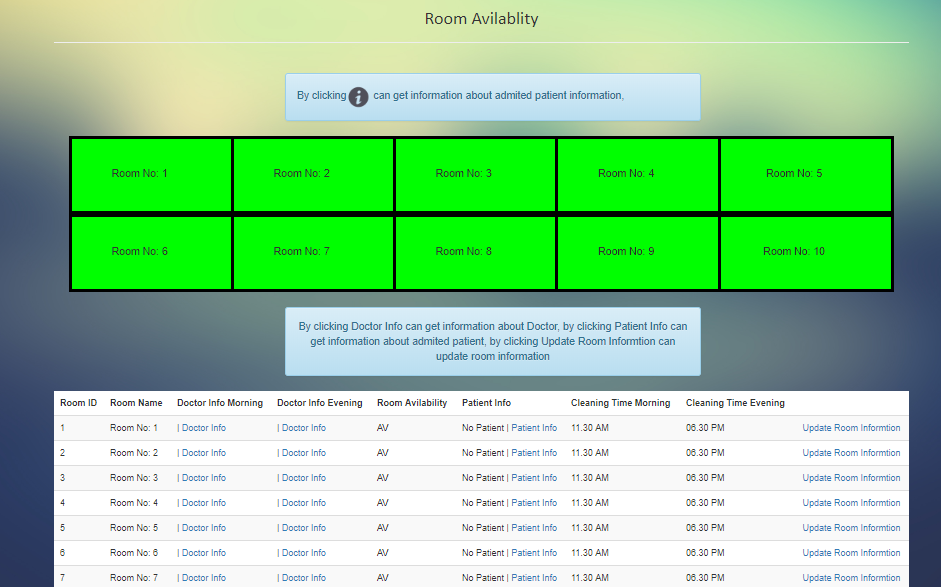 Room Avilablity
By clicking can get information about admited patient information,
Room No: 1 Room No: 2 Room No: 3 Room No: 4 Room No: 5
Room No: 6 Room No: 7 Room No: 8 Room No: 9 Room No: 10
By clicking Doctor Info can get information about Doctor, by clicking Patient Info can
get information about admited patient, by clicking Update Room Informtion can
update room information
Room ID Room Name Doctor Info Morning Doctor Info Evening Room Avilability Patient Info Cleaning Time Morning Cleaning Time Evening
1 Room No: 1 | Doctor Info | Doctor Info AV No Patient | Patient Info 11.30 AM 06.30 PM Update Room Informtion
2 Room No: 2 | Doctor Info | Doctor Info AV No Patient | Patient Info 11.30 AM 06.30 PM Update Room Informtion
3 Room No: 3 | Doctor Info | Doctor Info AV No Patient | Patient Info 11.30 AM 06.30 PM Update Room Informtion
4 Room No: 4 | Doctor Info | Doctor Info AV No Patient | Patient Info 11.30 AM 06.30 PM Update Room Informtion
5 Room No: 5 | Doctor Info | Doctor Info AV No Patient | Patient Info 11.30 AM 06.30 PM Update Room Informtion
6 Room No: 6 | Doctor Info | Doctor Info AV No Patient | Patient Info 11.30 AM 06.30 PM Update Room Informtion
7 Room No: 7 | Doctor Info | Doctor Info AV No Patient | Patient Info 11.30 AM 06.30 PM Update Room Informtion